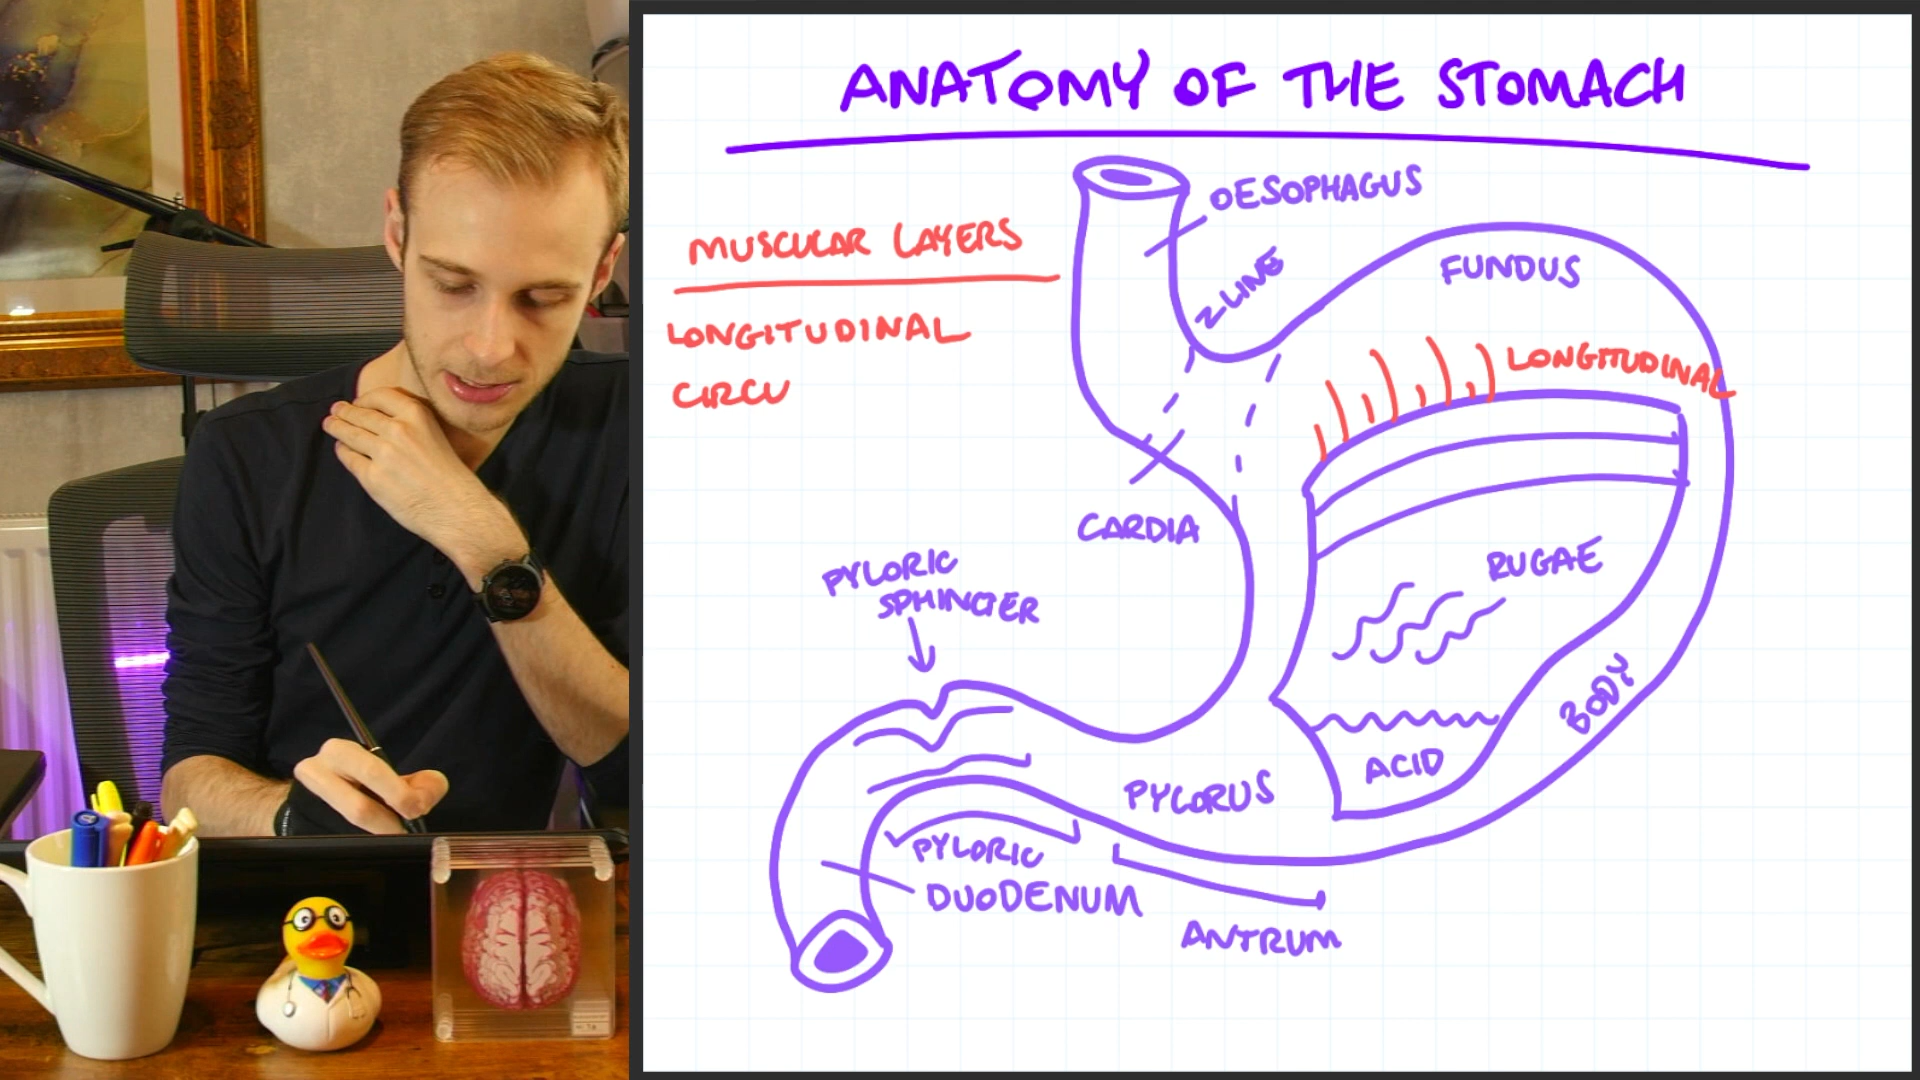 ANATOMY OF THE STOMACH
OESOPHAGUS
MUSCULAR LAYERS
Z LINE
FUNDUS
LONGITUDINAL
LONGITUDINAL
CIRCU
CARDIA
PYLORIC
SPHINCTER
RUGAE
BODY
ACID
PYLORUS
PYLORIC
DUODENUM
ANTRUM